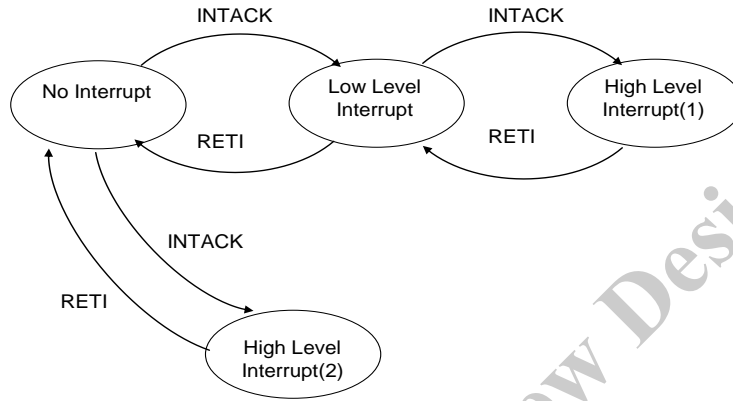 INTACK
INTACK
No Interrupt
Low Level
Interrupt
High Level
Interrupt(1)
RETI
RETI
INTACK
RETI
High Level
Interrupt(2)